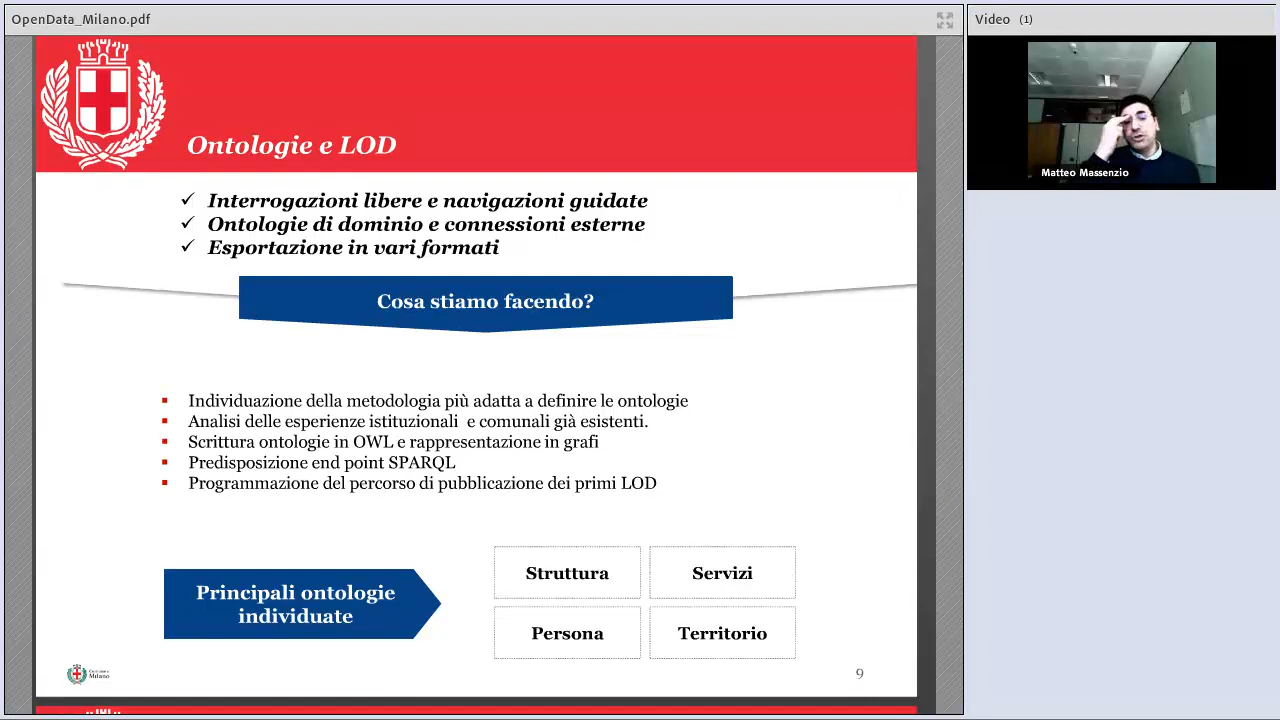 OpenData_Milano.pdf
Video (1)
Matteo Massenzio
Ontologie e LOD
Interrogazioni libere e navigazioni guidate
Ontologie di dominio e connessioni esterne
Esportazione in vari formati
Cosa stiamo facendo?
Individuazione della metodologia più adatta a definire le ontologie
Analisi delle esperienze istituzionali e comunali già esistenti.
Scrittura ontologie in OWL e rappresentazione in grafi
Predisposizione end point SPARQL
Programmazione del percorso di pubblicazione dei primi LOD
Principali ontologie
individuate
Struttura
Servizi
Persona
Territorio
Milano
9